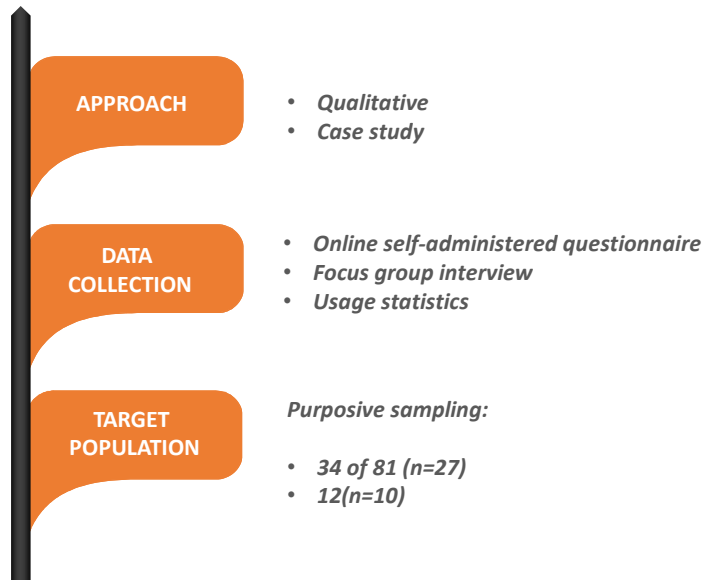 APPROACH
• Qualitative
• Case study
DATA
COLLECTION
• Online self-administered questionnaire
• Focus group interview
• Usage statistics
TARGET
POPULATION
Purposive sampling:
• 34 of 81 (n=27)
• 12(n=10)